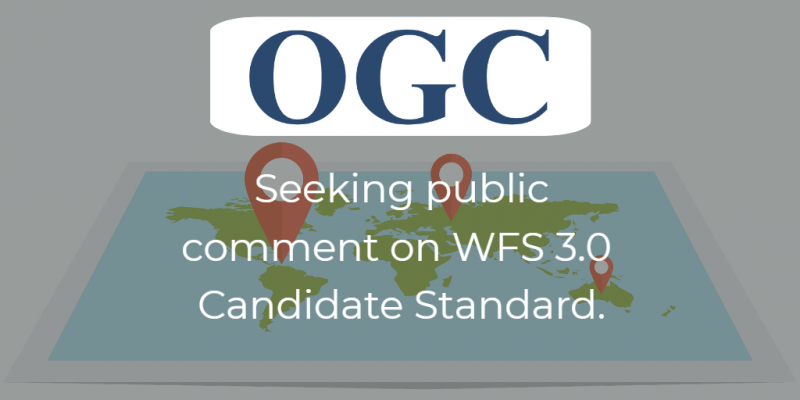 OGC
Seeking public
comment on WFS 3.0
Candidate Standard.